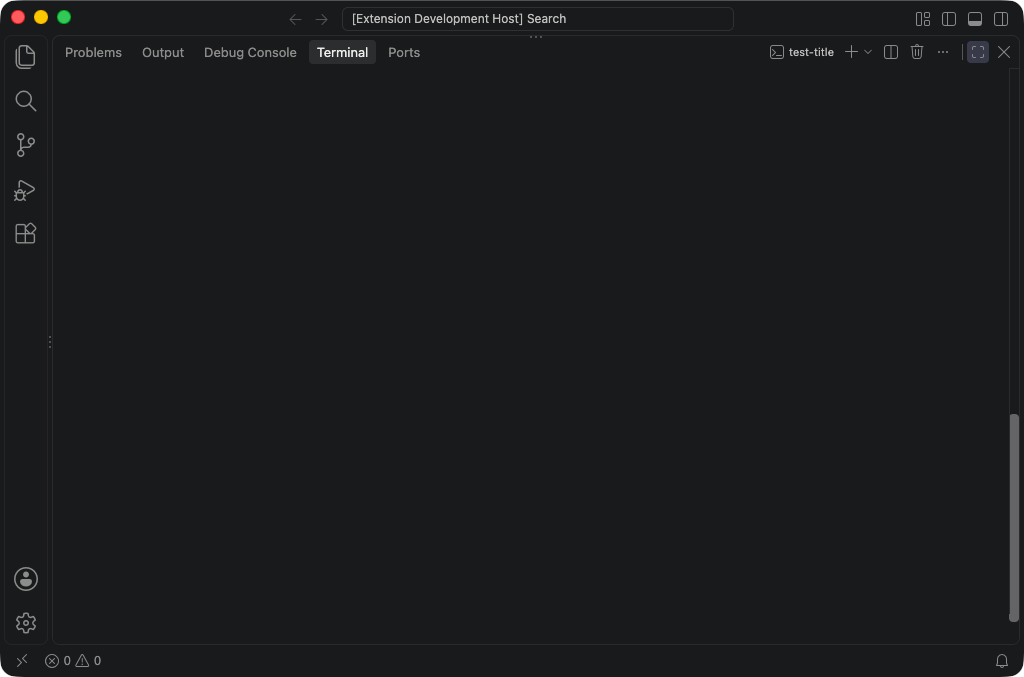 [Extension Development Host] Search
Problems Output Debug Console Terminal Ports test-title
0 0